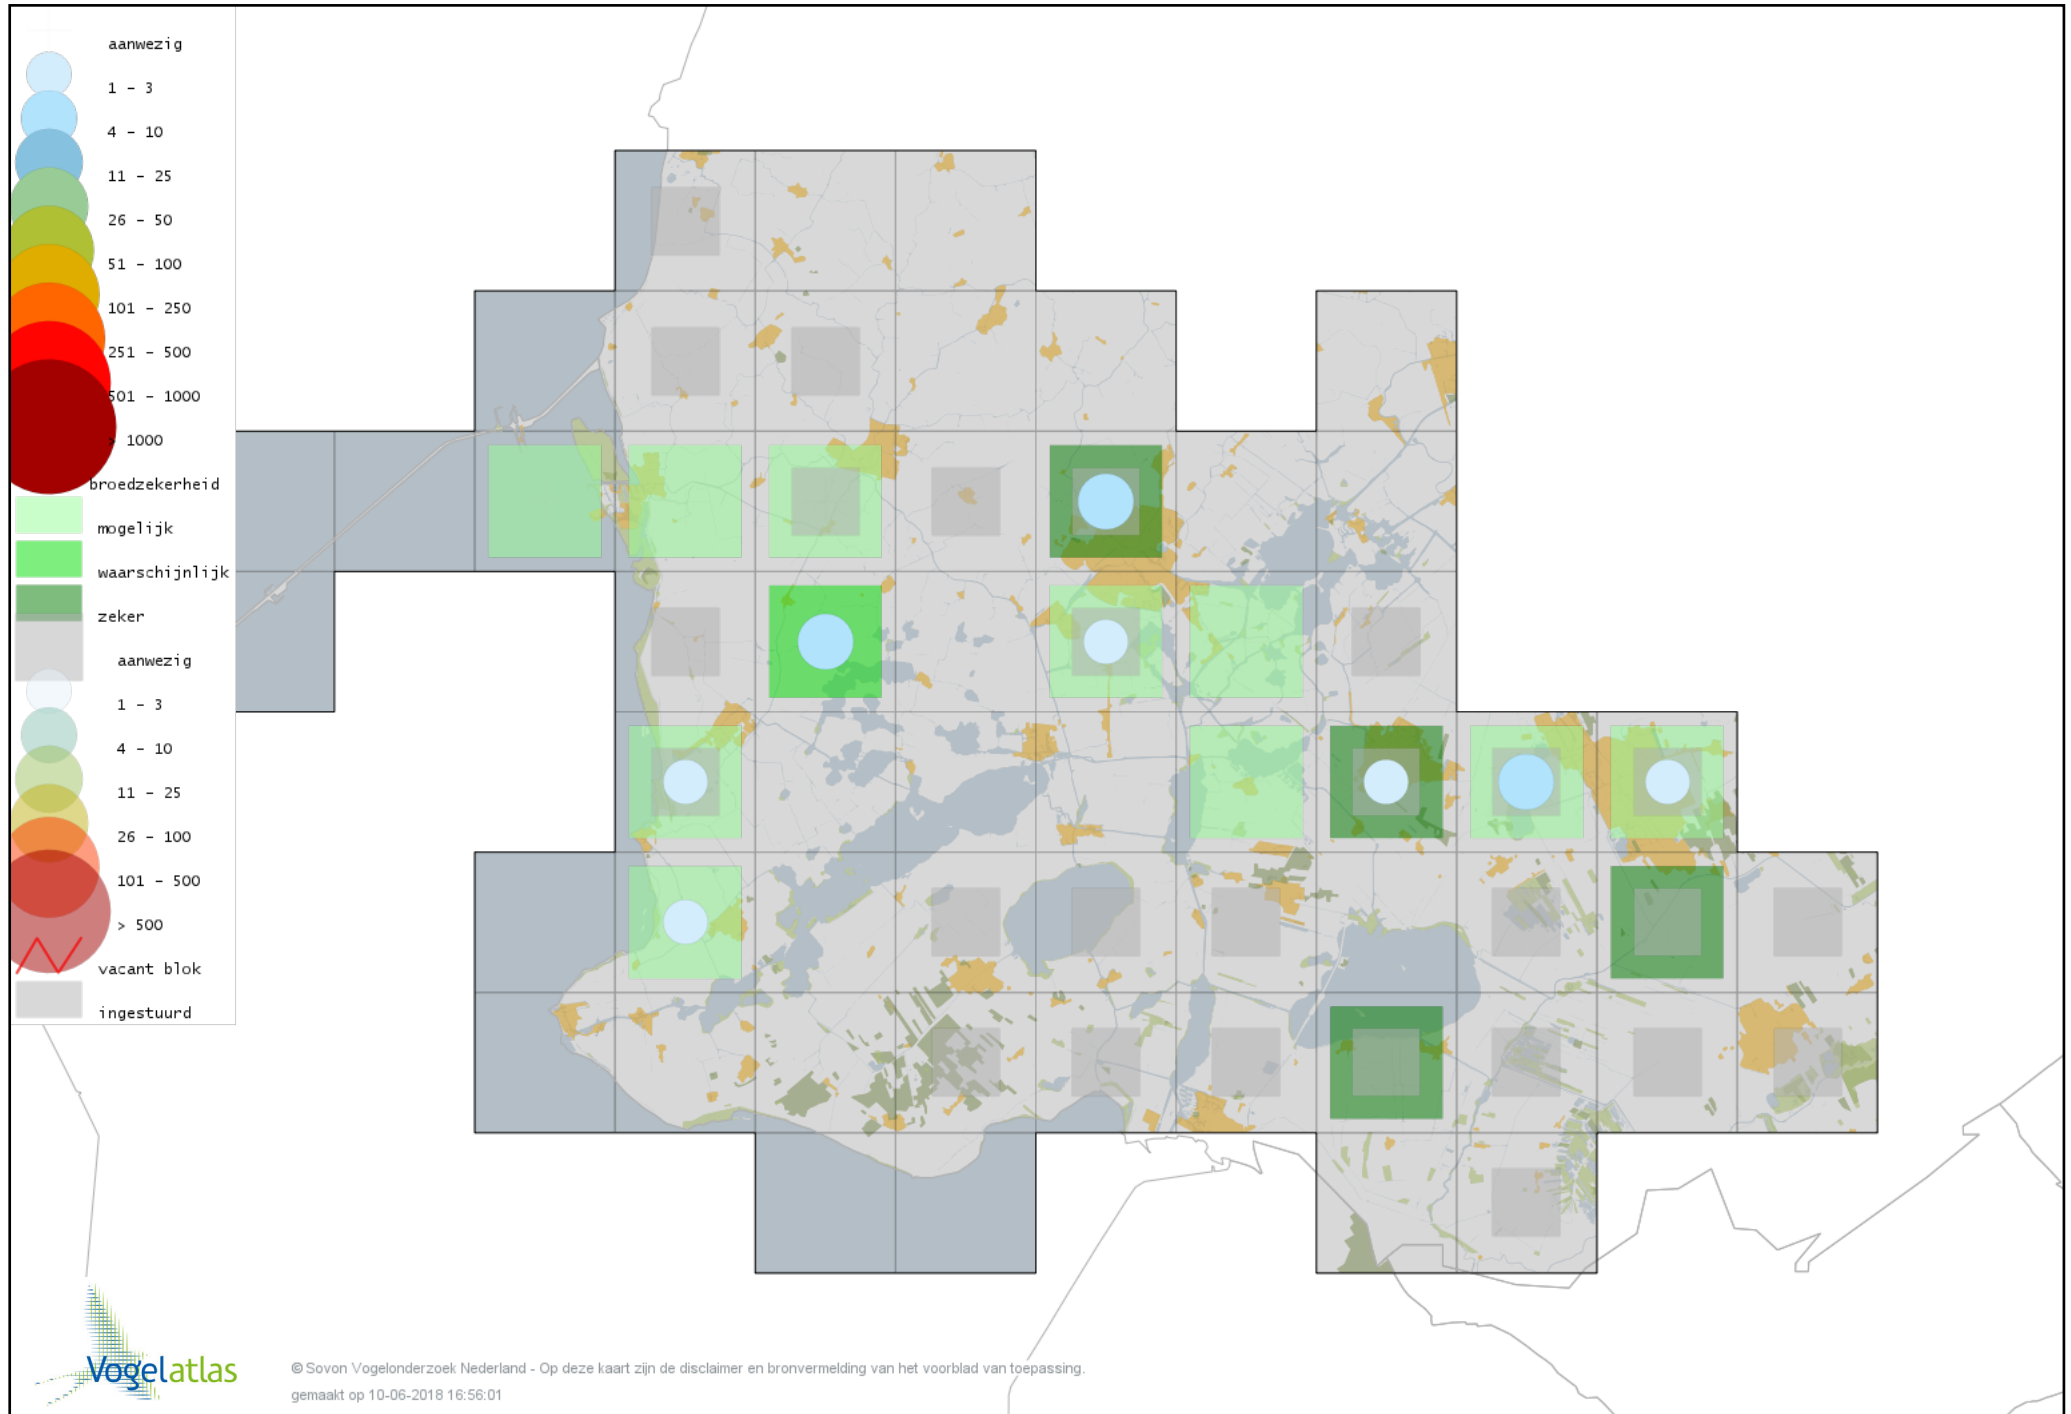 aanwezig
1 - 3
4 - 10
11 - 25
26 - 50
51 - 100
101 - 250
251 - 500
501 - 1000
> 1000
broedzekerheid
mogelijk
waarschijnlijk
zeker
aanwezig
1 - 3
4 - 10
11 - 25
26 - 100
101 - 500
> 500
vacant blok
ingestuurd
Vogelatlas
© Sovon Vogelonderzoek Nederland - Op deze kaart zijn de disclaimer en bronvermelding van het voorblad van toepassing.
gemaakt op 10-06-2018 16:56:01